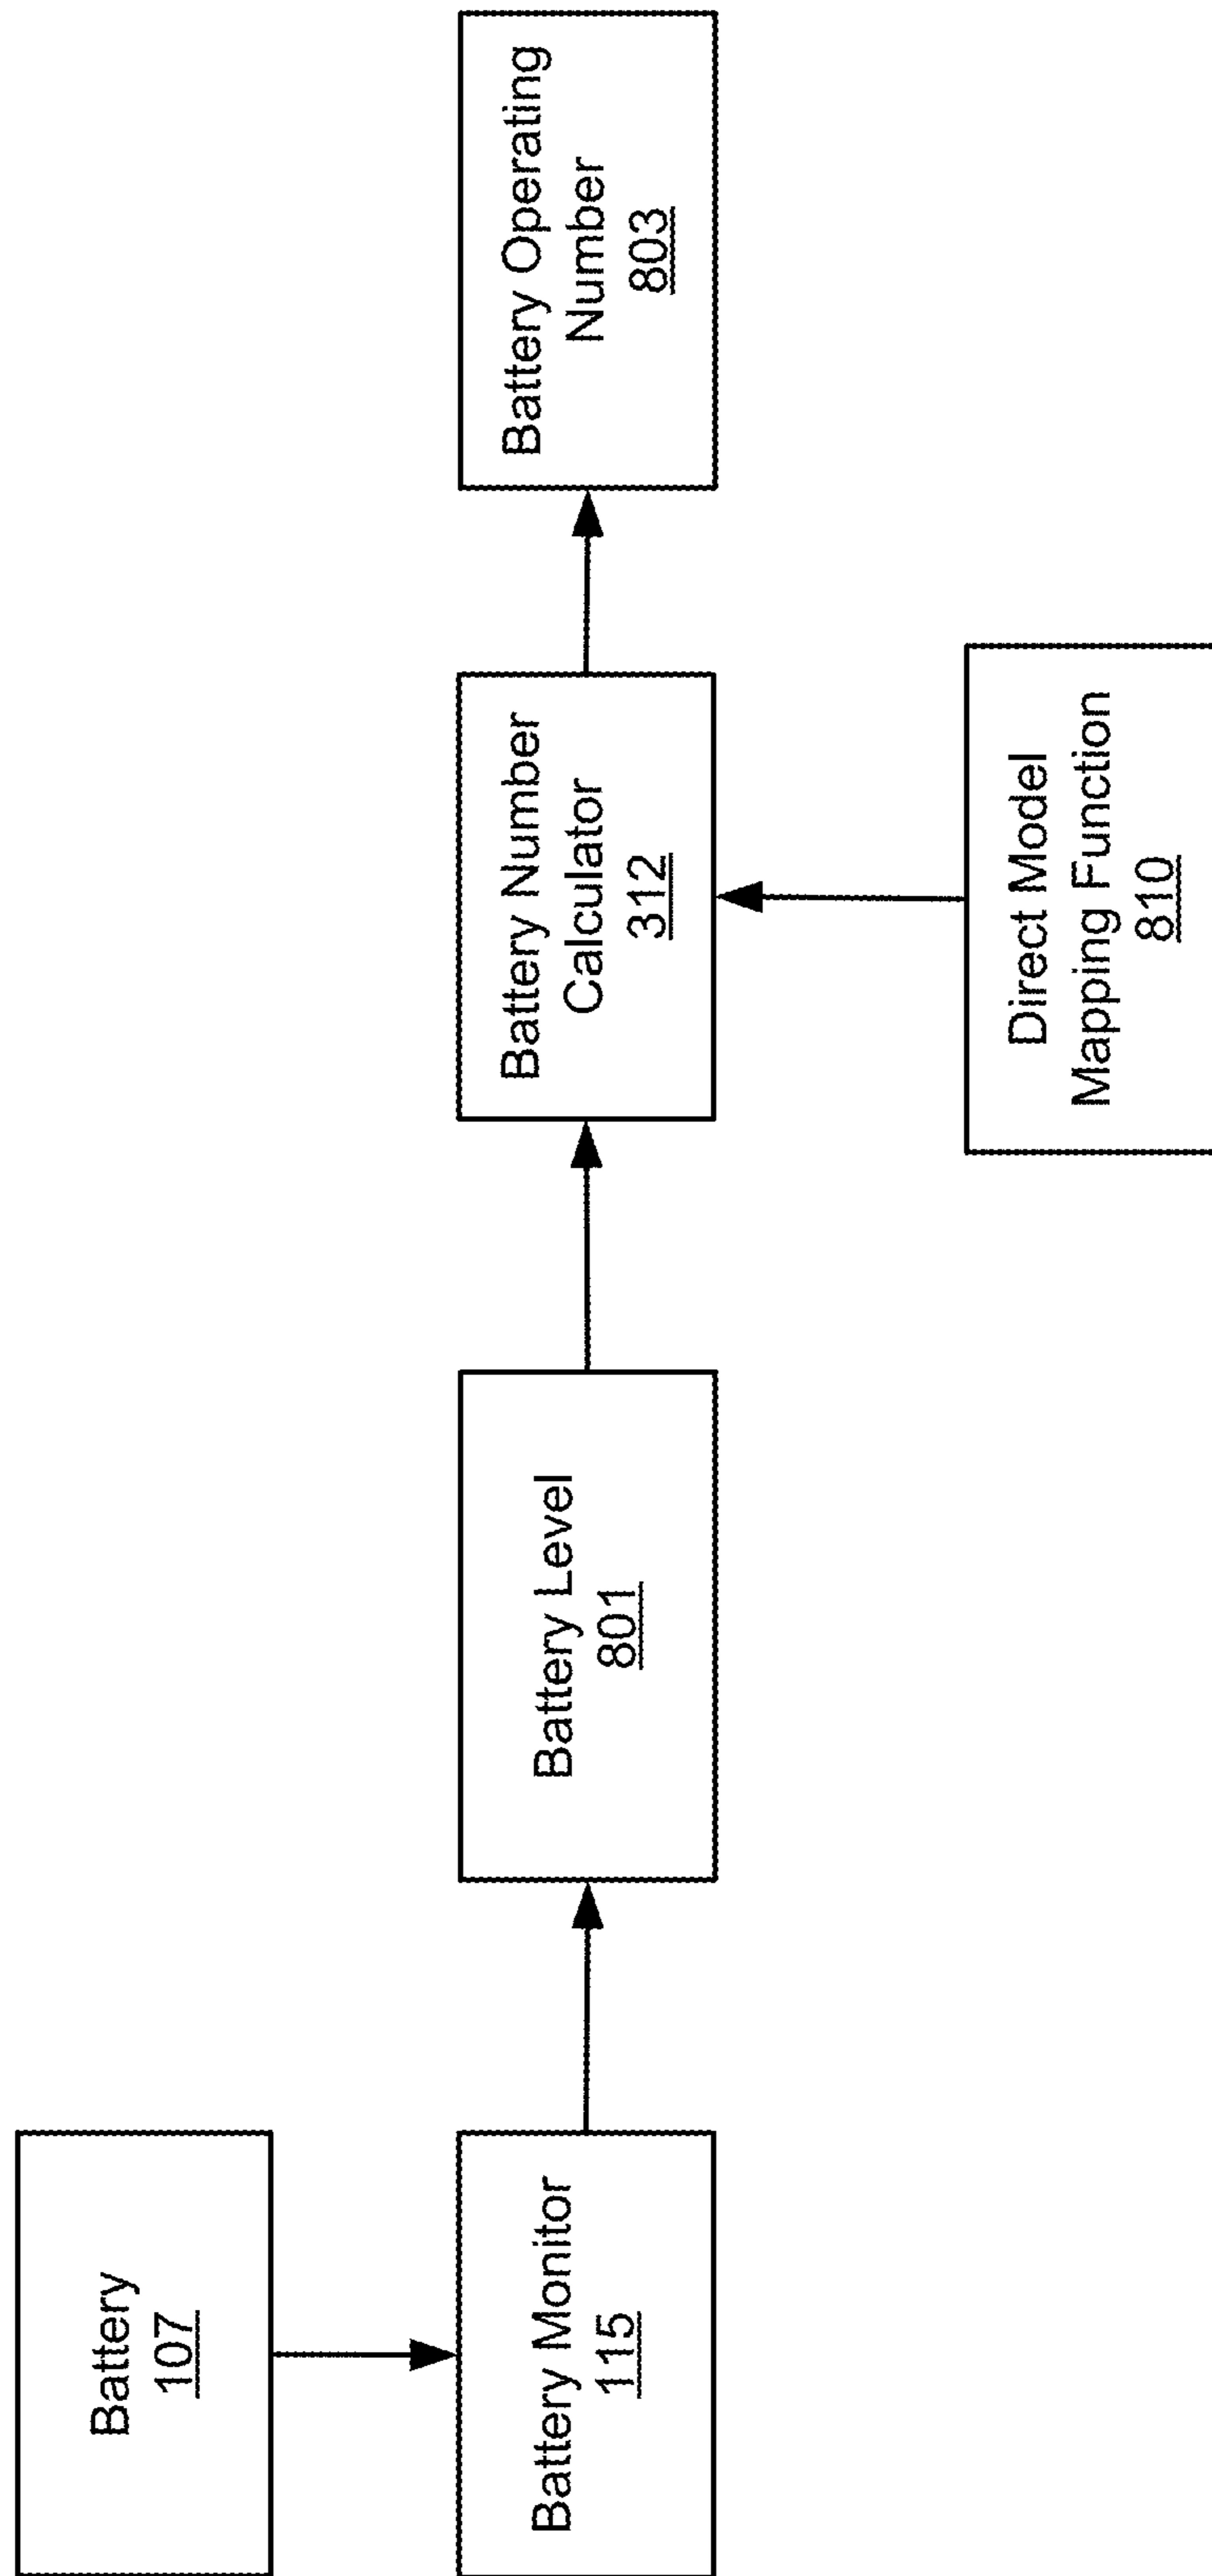 Battery
107
Battery Monitor
115
Battery Level
801
Battery Number
Calculator
312
Battery Operating
Number
803
Direct Model
Mapping Function
810